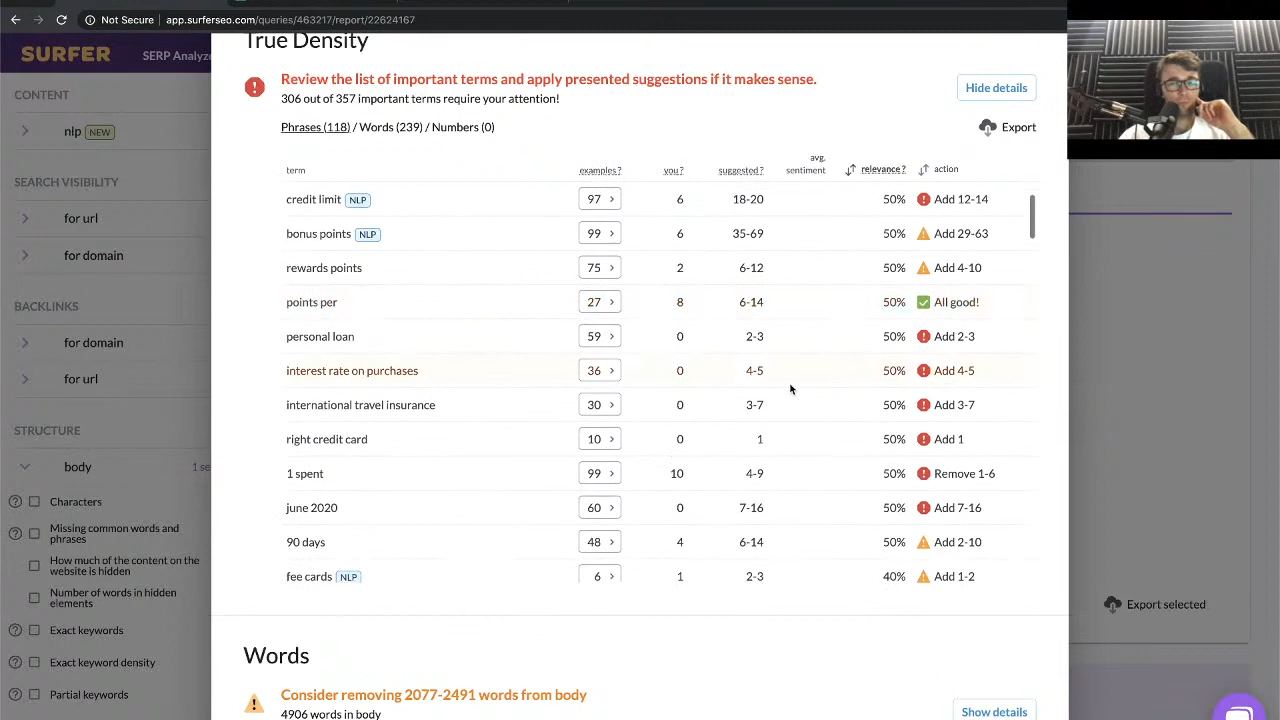 Not Secure app.surferseo.com/queries/463217/report/22624167
SURFER SERP Analyze
CONTENT
nlp NEW
SEARCH VISIBILITY
for url
for domain
BACKLINKS
for domain
for url
STRUCTURE
body 1 se
Characters
Missing common words and phrases
How much of the content on the website is hidden
Number of words in hidden elements
Exact keywords
Exact keyword density
Partial keywords
True Density
Review the list of important terms and apply presented suggestions if it makes sense.
306 out of 357 important terms require your attention!
Hide details
Phrases (118) / Words (239) / Numbers (0)
Export
term examples? you? suggested? avg. sentiment relevance? action
credit limit NLP 97 > 6 18-20 50% Add 12-14
bonus points NLP 99 > 6 35-69 50% Add 29-63
rewards points 75 > 2 6-12 50% Add 4-10
points per 27 > 8 6-14 50% All good!
personal loan 59 > 0 2-3 50% Add 2-3
interest rate on purchases 36 > 0 4-5 50% Add 4-5
international travel insurance 30 > 0 3-7 50% Add 3-7
right credit card 10 > 0 1 50% Add 1
1 spent 99 > 10 4-9 50% Remove 1-6
june 2020 60 > 0 7-16 50% Add 7-16
90 days 48 > 4 6-14 50% Add 2-10
fee cards NLP 6 > 1 2-3 40% Add 1-2
Words
Consider removing 2077-2491 words from body
4906 words in body
Show details
Export selected